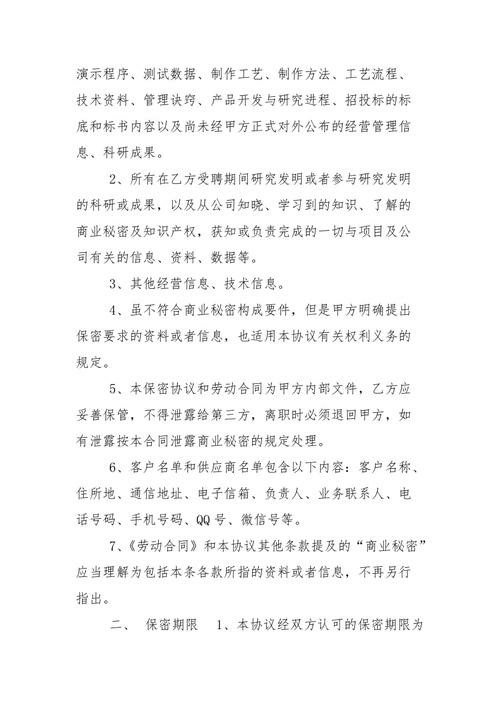 演示程序、测试数据、制作工艺、制作方法、工艺流程、
技术资料、管理诀窍、产品开发与研究进程、招投标的标
底和标书内容以及尚未经甲方正式对外公布的经营管理信
息、科研成果。
2、所有在乙方受聘期间研究发明或者参与研究发明
的科研或成果，以及从公司知晓、学习到的知识、了解的
商业秘密及知识产权，获知或负责完成的一切与项目及公
司有关的信息、资料、数据等。
3、其他经营信息、技术信息。
4、虽不符合商业秘密构成要件，但是甲方明确提出
保密要求的资料或者信息，也适用本协议有关权利义务的
规定。
5、本保密协议和劳动合同为甲方内部文件，乙方应
妥善保管，不得泄露给第三方，离职时必须退回甲方，如
有泄露按本合同泄露商业秘密的规定处理。
6、客户名单和供应商名单包含以下内容：客户名称、
住所地、通信地址、电子信箱、负责人、业务联系人、电
话号码、手机号码、QQ号、微信号等。
7、《劳动合同》和本协议其他条款提及的“商业秘密”
应当理解为包括本条各款所指的资料或者信息，不再另行
指出。
二、 保密期限 1、本协议经双方认可的保密期限为